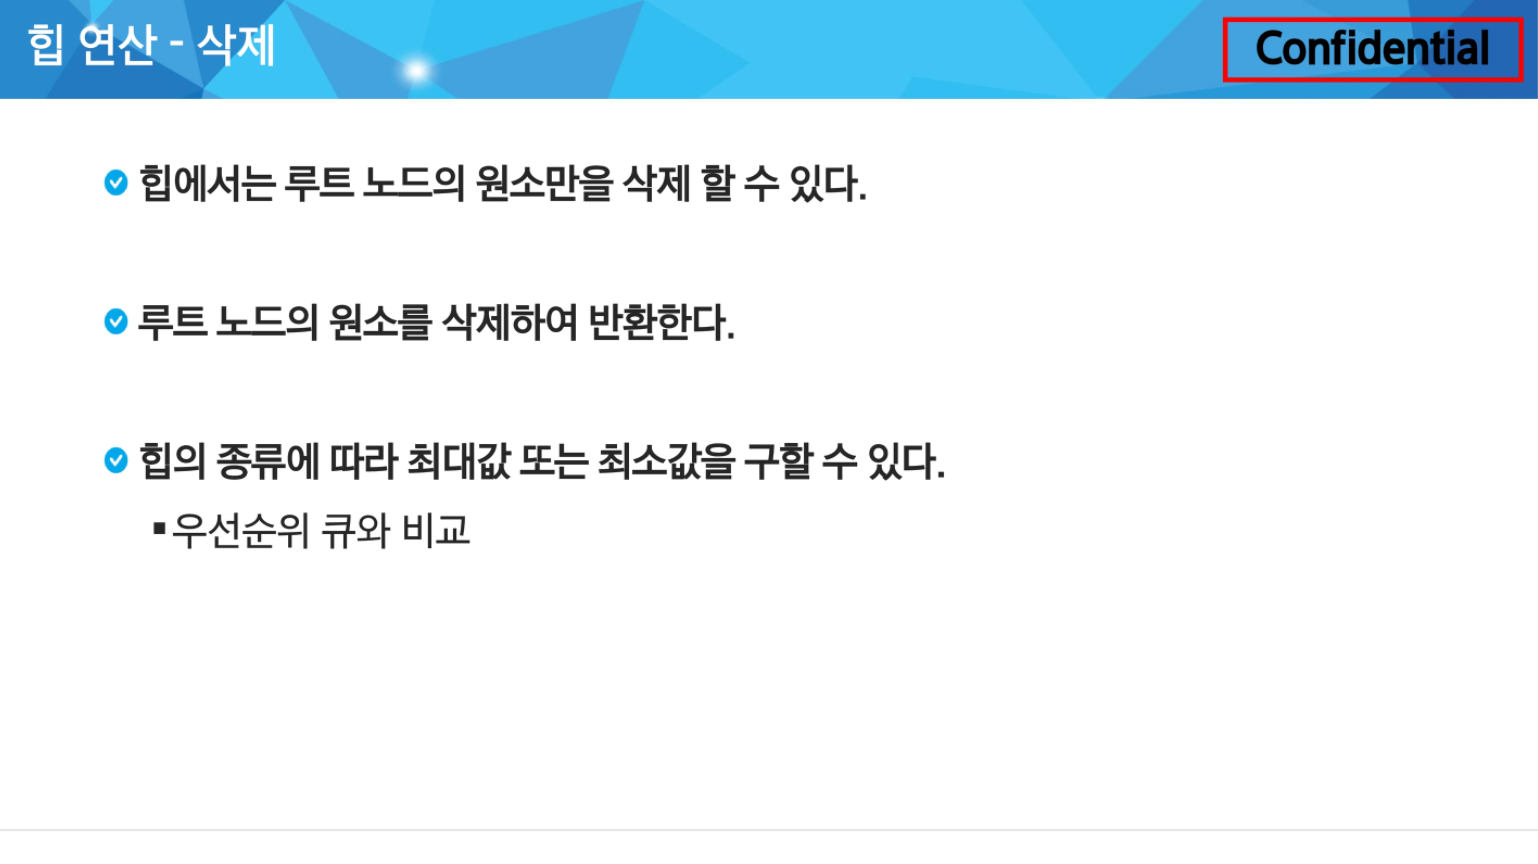 힙 연산 - 삭제
Confidential
힙에서는 루트 노드의 원소만을 삭제 할 수 있다.
루트 노드의 원소를 삭제하여 반환한다.
힙의 종류에 따라 최대값 또는 최소값을 구할 수 있다.
우선순위 큐와 비교